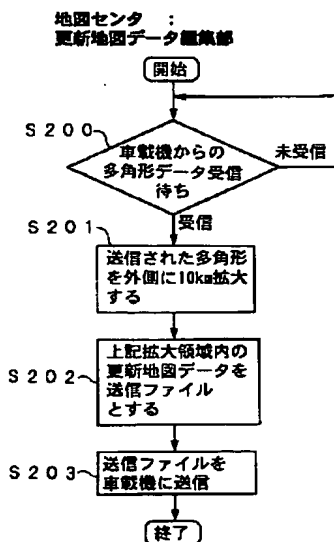 地図センタ :
更新地図データ編集部
開始
S200
車載機からの
多角形データ受信
待ち
未受信
受信
S201
送信された多角形
を外側に10km拡大
する
S202
上記拡大領域内の
更新地図データを
送信ファイル
とする
S203
送信ファイルを
車載機に送信
終了